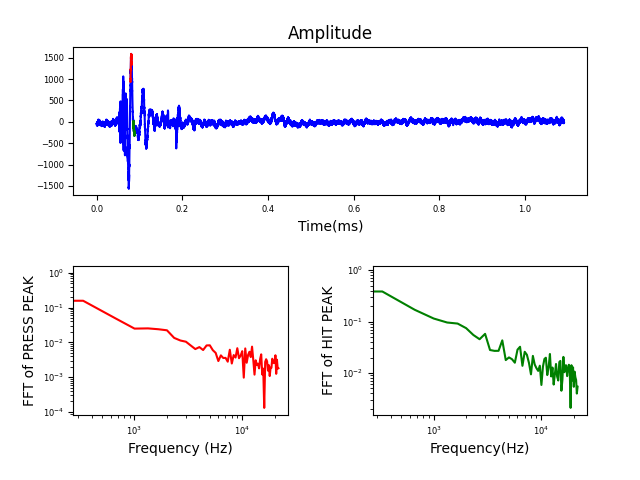 Amplitude
1500
1000
500
0
−500
−1000
−1500
0.0 0.2 0.4 0.6 0.8 1.0
Time(ms)
FFT of PRESS PEAK
10⁰
10⁻¹
10⁻²
10⁻³
10⁻⁴
10³ 10⁴
Frequency (Hz)
FFT of HIT PEAK
10⁰
10⁻¹
10⁻²
10³ 10⁴
Frequency(Hz)